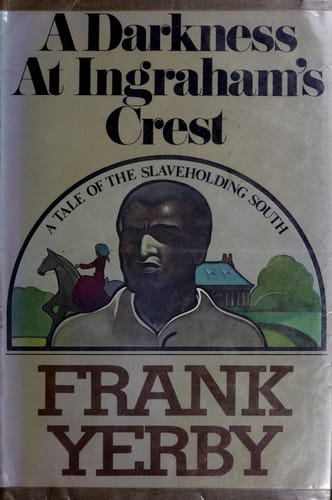 A Darkness
At Ingraham's
Crest
A TALE OF THE SLAVEHOLDING SOUTH
FRANK
YERBY